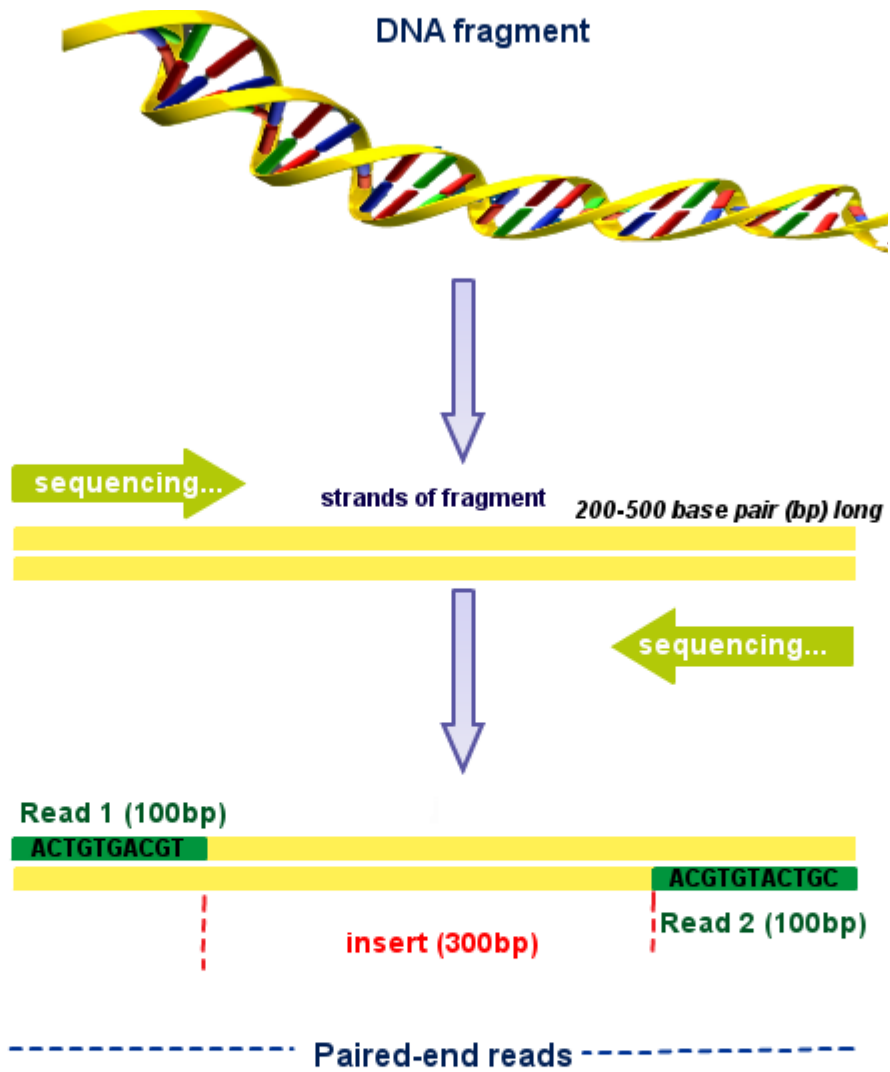 DNA fragment
sequencing...
strands of fragment
200-500 base pair (bp) long
sequencing...
Read 1 (100bp)
ACTGTGACGT
ACGTGTACTGC
insert (300bp)
Read 2 (100bp)
Paired-end reads